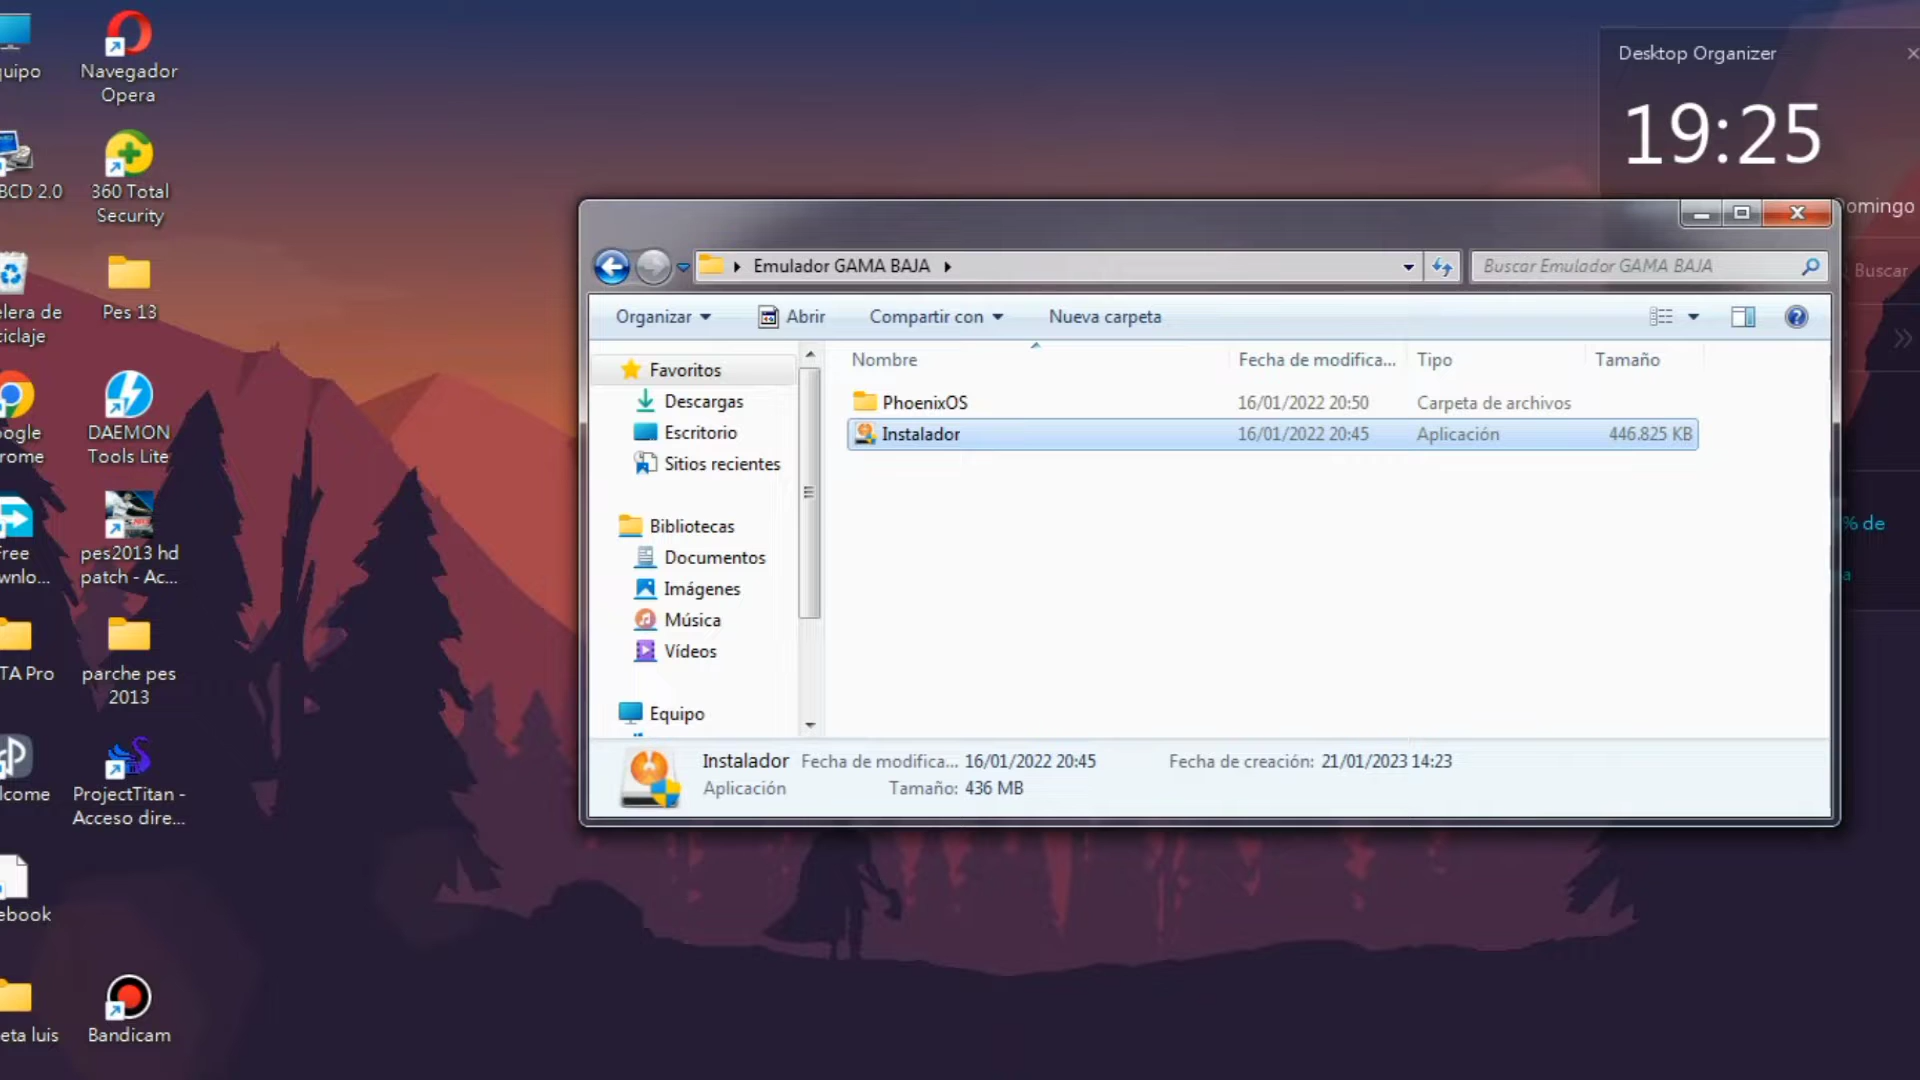 quipo
Navegador
Opera
BCD 2.0
360 Total
Security
elera de
ciclaje
Pes 13
ogle
rome
DAEMON
Tools Lite
Free
wnlo...
pes2013 hd
patch - Ac...
TA Pro
parche pes
2013
lcome
ProjectTitan -
Acceso dire...
ebook
eta luis
Bandicam
Desktop Organizer
19:25
Domingo
Buscar
% de
a
Emulador GAMA BAJA
Buscar Emulador GAMA BAJA
Organizar
Abrir
Compartir con
Nueva carpeta
Favoritos
Descargas
Escritorio
Sitios recientes
Bibliotecas
Documentos
Imágenes
Música
Vídeos
Equipo
Nombre Fecha de modifica... Tipo Tamaño
PhoenixOS 16/01/2022 20:50 Carpeta de archivos
Instalador 16/01/2022 20:45 Aplicación 446.825 KB
Instalador Fecha de modifica... 16/01/2022 20:45 Fecha de creación: 21/01/2023 14:23
Aplicación Tamaño: 436 MB